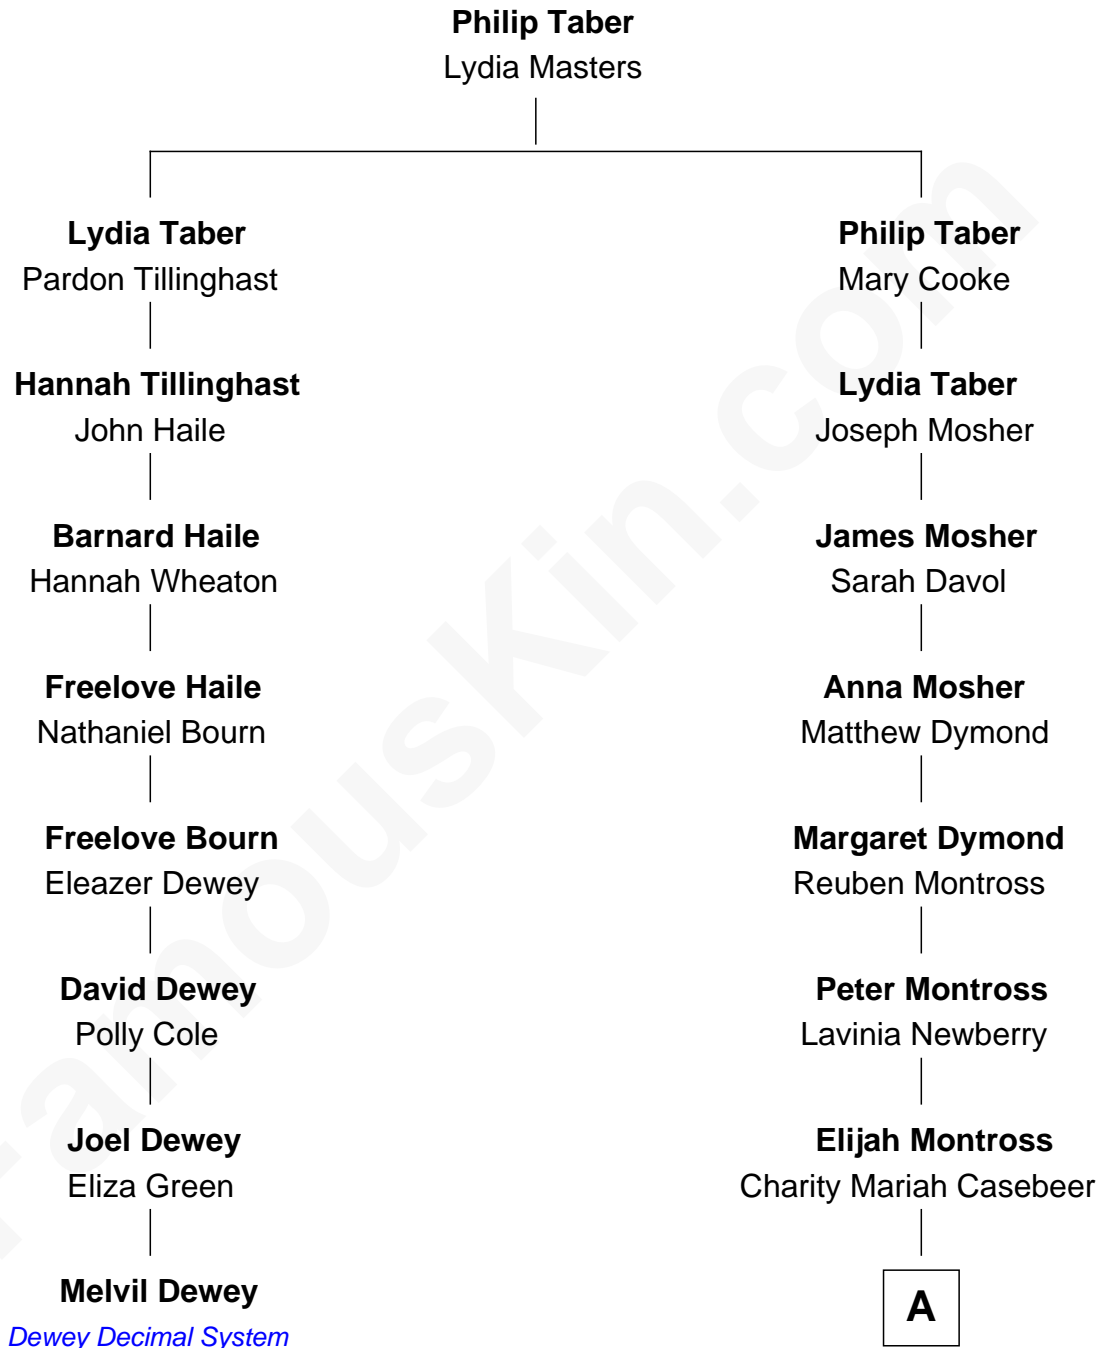 Philip Taber
Lydia Masters
Lydia Taber
Pardon Tillinghast
Hannah Tillinghast
John Haile
Barnard Haile
Hannah Wheaton
Freelove Haile
Nathaniel Bourn
Freelove Bourn
Eleazer Dewey
David Dewey
Polly Cole
Joel Dewey
Eliza Green
Melvil Dewey
Dewey Decimal System
Philip Taber
Mary Cooke
Lydia Taber
Joseph Mosher
James Mosher
Sarah Davol
Anna Mosher
Matthew Dymond
Margaret Dymond
Reuben Montross
Peter Montross
Lavinia Newberry
Elijah Montross
Charity Mariah Casebeer
A
FamousKin.com